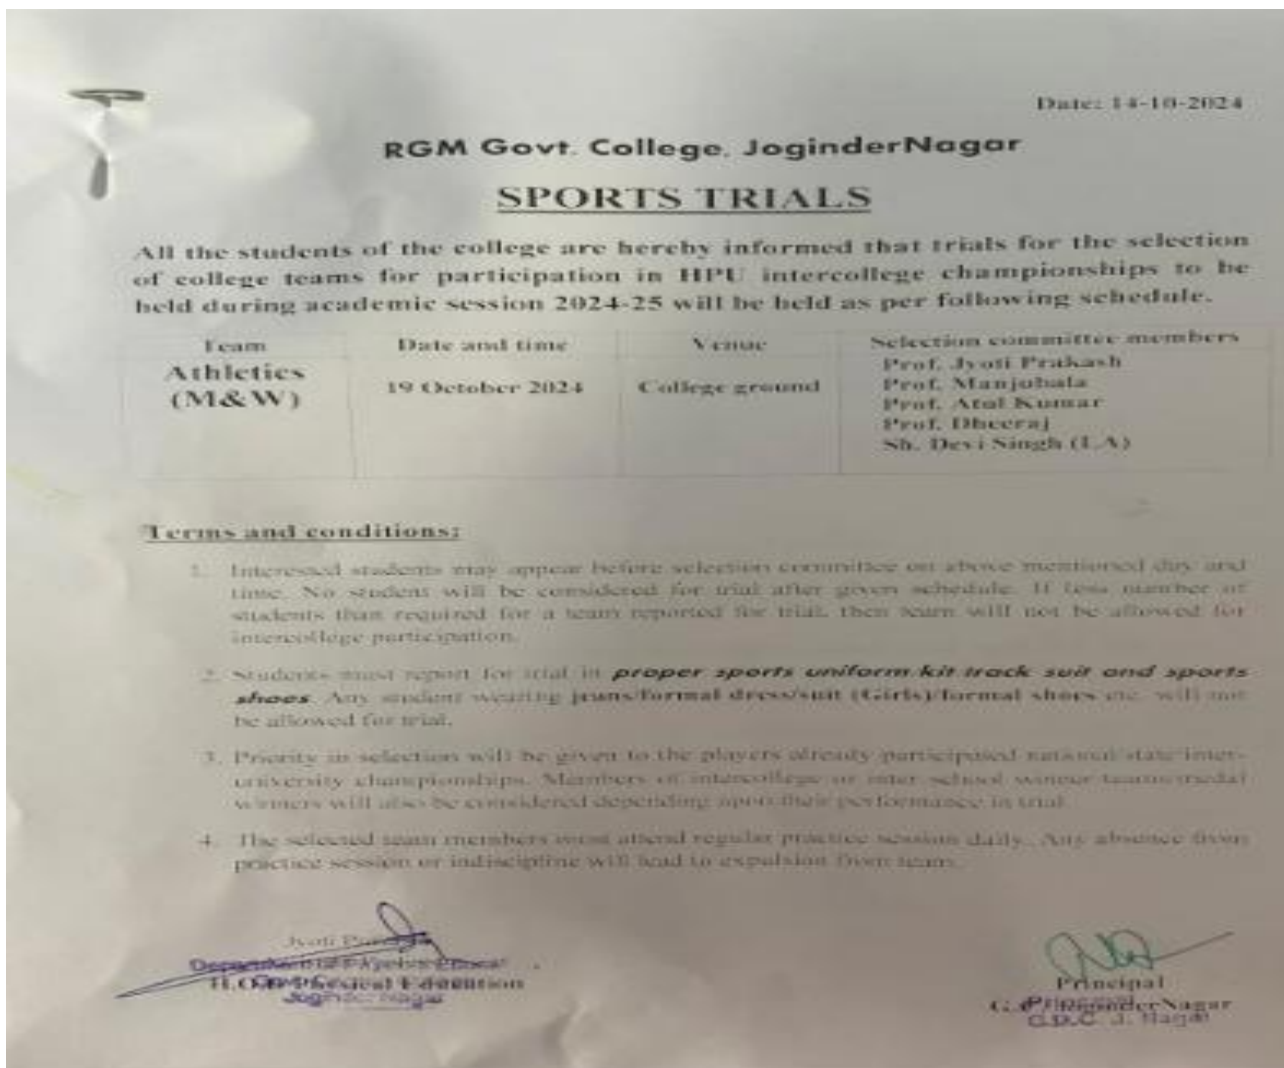 Date: 14-10-2024
RGM Govt. College, JoginderNagar
SPORTS TRIALS
All the students of the college are hereby informed that trials for the selection
of college teams for participation in HPU intercollege championships to be
held during academic session 2024-25 will be held as per following schedule.
Team Date and time Venue Selection committee members
Athletics (M&W) 19 October 2024 College ground Prof. Jyoti Prakash
Prof. Manjubala
Prof. Atul Kumar
Prof. Dheeraj
Sh. Devi Singh (LA)
Terms and conditions:
1. Interested students may appear before selection committee on above mentioned day and
time. No student will be considered for trial after given schedule. If less number of
students than required for a team reported for trial, then team will not be allowed for
intercollege participation.
2. Students must report for trial in proper sports uniform/kit/track suit and sports
shoes. Any student wearing jeans/formal dress/suit (Girls)/formal shoes etc. will not
be allowed for trial.
3. Priority in selection will be given to the players already participated national/state/inter-
university championships. Members of intercollege or inter school winner teams/medal
winners will also be considered depending upon their performance in trial.
4. The selected team members must attend regular practice session daily. Any absence from
practice session or indiscipline will lead to expulsion from team.
Jyoti
H.O.D Physical Education
Joginder Nagar
Principal
JoginderNagar
Principal
G.D.C J. Nagar